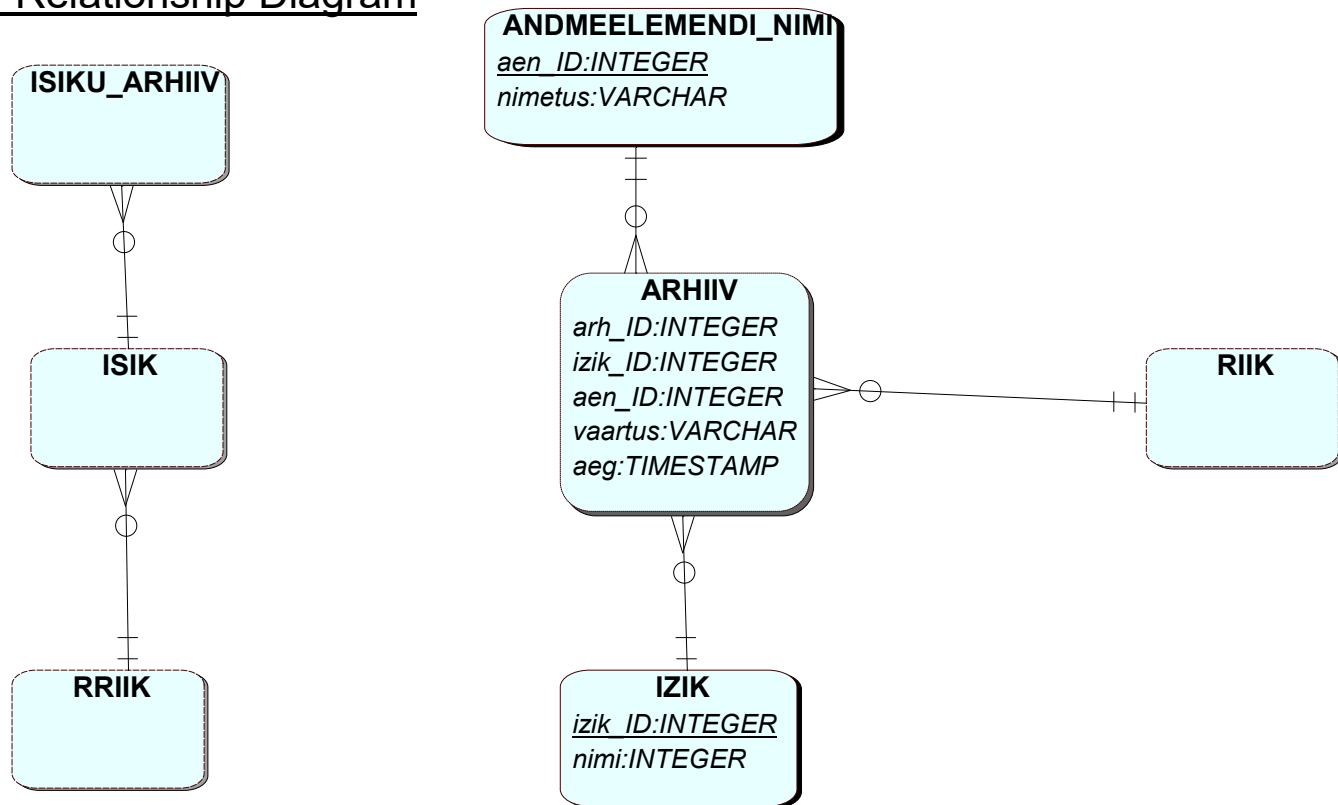 Relationship Diagram
ISIKU_ARHIIV
ISIK
RRIIK
ANDMEELEMENDI_NIMI
aen_ID:INTEGER
nimetus:VARCHAR
ARHIIV
arh_ID:INTEGER
izik_ID:INTEGER
aen_ID:INTEGER
vaartus:VARCHAR
aeg:TIMESTAMP
RIIK
IZIK
izik_ID:INTEGER
nimi:INTEGER